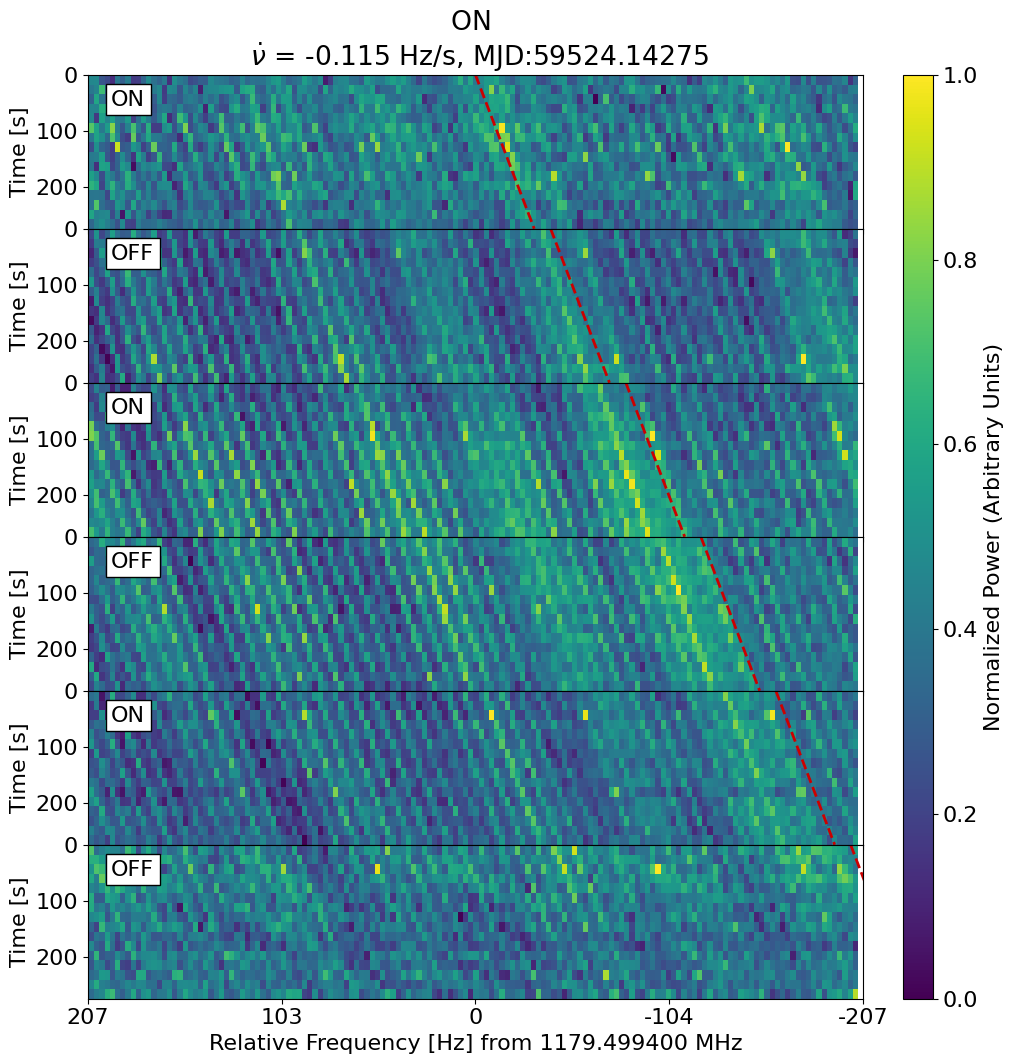 ON
ν̇ = -0.115 Hz/s, MJD:59524.14275
0
ON
100
200
Time [s]
0
OFF
100
200
Time [s]
0
ON
100
200
Time [s]
0
OFF
100
200
Time [s]
0
ON
100
200
Time [s]
0
OFF
100
200
Time [s]
207
103
0
-104
-207
Relative Frequency [Hz] from 1179.499400 MHz
1.0
0.8
0.6
0.4
0.2
0.0
Normalized Power (Arbitrary Units)